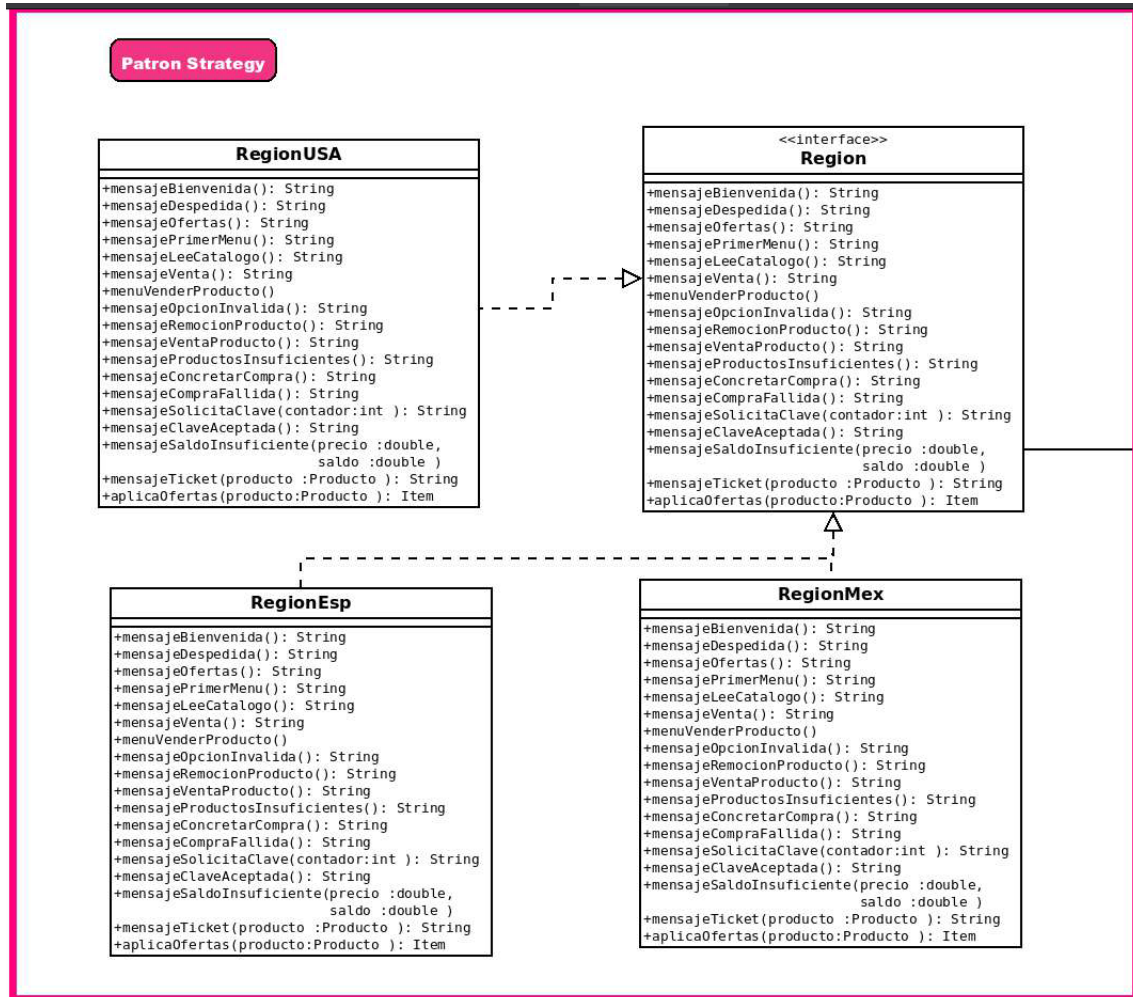 Patron Strategy
RegionUSA
+mensajeBienvenida(): String
+mensajeDespedida(): String
+mensajeOfertas(): String
+mensajePrimerMenu(): String
+mensajeLeeCatalogo(): String
+mensajeVenta(): String
+menuVenderProducto()
+mensajeOpcionInvalida(): String
+mensajeRemocionProducto(): String
+mensajeVentaProducto(): String
+mensajeProductosInsuficientes(): String
+mensajeConcretarCompra(): String
+mensajeCompraFallida(): String
+mensajeSolicitaClave(contador:int ): String
+mensajeClaveAceptada(): String
+mensajeSaldoInsuficiente(precio :double,
saldo :double )
+mensajeTicket(producto :Producto ): String
+aplicaOfertas(producto:Producto ): Item
<<interface>>
Region
+mensajeBienvenida(): String
+mensajeDespedida(): String
+mensajeOfertas(): String
+mensajePrimerMenu(): String
+mensajeLeeCatalogo(): String
+mensajeVenta(): String
+menuVenderProducto()
+mensajeOpcionInvalida(): String
+mensajeRemocionProducto(): String
+mensajeVentaProducto(): String
+mensajeProductosInsuficientes(): String
+mensajeConcretarCompra(): String
+mensajeCompraFallida(): String
+mensajeSolicitaClave(contador:int ): String
+mensajeClaveAceptada(): String
+mensajeSaldoInsuficiente(precio :double,
saldo :double )
+mensajeTicket(producto :Producto ): String
+aplicaOfertas(producto:Producto ): Item
RegionEsp
+mensajeBienvenida(): String
+mensajeDespedida(): String
+mensajeOfertas(): String
+mensajePrimerMenu(): String
+mensajeLeeCatalogo(): String
+mensajeVenta(): String
+menuVenderProducto()
+mensajeOpcionInvalida(): String
+mensajeRemocionProducto(): String
+mensajeVentaProducto(): String
+mensajeProductosInsuficientes(): String
+mensajeConcretarCompra(): String
+mensajeCompraFallida(): String
+mensajeSolicitaClave(contador:int ): String
+mensajeClaveAceptada(): String
+mensajeSaldoInsuficiente(precio :double,
saldo :double )
+mensajeTicket(producto :Producto ): String
+aplicaOfertas(producto:Producto ): Item
RegionMex
+mensajeBienvenida(): String
+mensajeDespedida(): String
+mensajeOfertas(): String
+mensajePrimerMenu(): String
+mensajeLeeCatalogo(): String
+mensajeVenta(): String
+menuVenderProducto()
+mensajeOpcionInvalida(): String
+mensajeRemocionProducto(): String
+mensajeVentaProducto(): String
+mensajeProductosInsuficientes(): String
+mensajeConcretarCompra(): String
+mensajeCompraFallida(): String
+mensajeSolicitaClave(contador:int ): String
+mensajeClaveAceptada(): String
+mensajeSaldoInsuficiente(precio :double,
saldo :double )
+mensajeTicket(producto :Producto ): String
+aplicaOfertas(producto:Producto ): Item